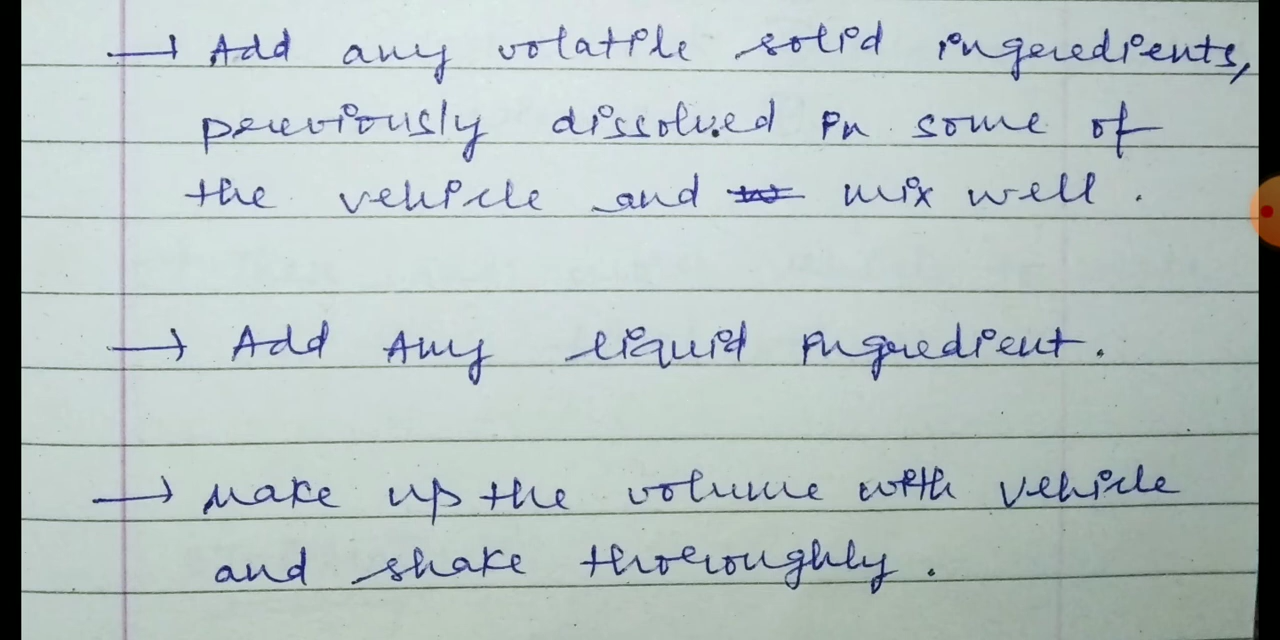 → Add any volatile solid ingredients,
previously dissolved in some of
the vehicle and mix well.
→ Add Any liquid ingredient.
→ Make up the volume with vehicle
and shake thoroughly.